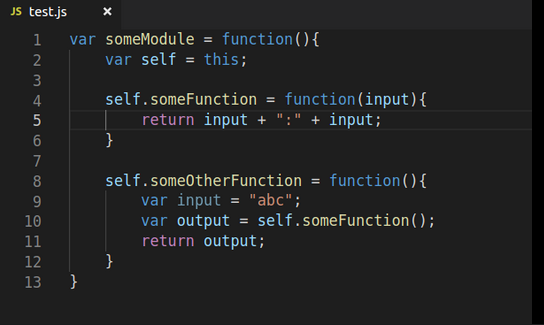 JS test.js ×
1 var someModule = function(){
2     var self = this;
3
4     self.someFunction = function(input){
5         return input + ":" + input;
6     }
7
8     self.someOtherFunction = function(){
9         var input = "abc";
10         var output = self.someFunction();
11         return output;
12     }
13 }